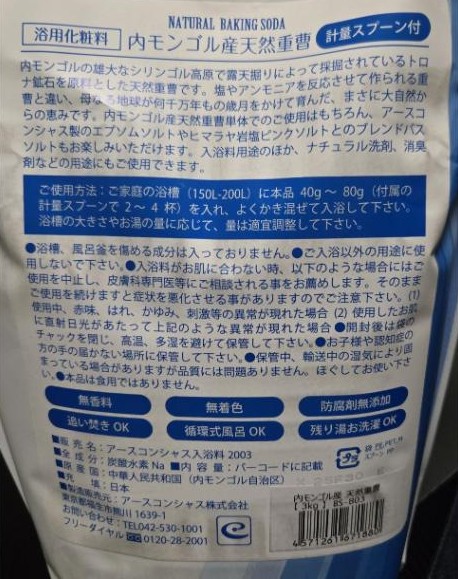 NATURAL BAKING SODA
浴用化粧料 内モンゴル産天然重曹 計量スプーン付
内モンゴルの雄大なシリンゴル高原で露天掘りによって採掘されているトロ
ナ鉱石を原料とした天然重曹です。塩やアンモニアを反応させて作られる重
曹と違い、母なる地球が何千万年もの歳月をかけて育んだ、まさに大自然か
らの恵みです。内モンゴル産天然重曹単体でのご使用はもちろん、アースコ
ンシャス製のエプソムソルトやヒマラヤ岩塩ピンクソルトとのブレンドバス
ソルトもお楽しみいただけます。入浴料用途のほか、ナチュラル洗剤、消臭
剤などの用途にもご使用できます。
ご使用方法：ご家庭の浴槽（150L-200L）に本品 40g～ 80g（付属の
計量スプーンで 2～ 4 杯）を入れ、よくかき混ぜて入浴して下さい。
浴槽の大きさやお湯の量に応じて、量は適宜調整して下さい。
●浴槽、風呂釜を傷める成分は入っておりません。●ご入浴以外の用途に使
用しないで下さい。●入浴料がお肌に合わない時、以下のような場合にはご
使用を中止し、皮膚科専門医等にご相談される事をお薦めします。そのまま
ご使用を続けますと症状を悪化させる事がありますのでご注意下さい。(1)
使用中、赤味、はれ、かゆみ、刺激等の異常が現れた場合 (2) 使用したお肌
に直射日光があたって上記のような異常が現れた場合 ●開封後は袋の
チャックを閉じ、高温、多湿を避けて保管して下さい。●お子様や認知症の
方の手の届かない場所に保管して下さい。●保管中、輸送中の湿気により固
まっている場合がありますが品質には問題ありません。ほぐしてお使い下さ
い。●本品は食用ではありません。
無香料 無着色 防腐剤無添加
追い焚き OK 循環式風呂 OK 残り湯お洗濯 OK
■販 売 名：アースコンシャス入浴料 2003
■全 成 分：炭酸水素 Na ■内 容 量：バーコードに記載
■原 産 国：中華人民共和国（内モンゴル自治区）
■充 填：日本
■製造販売元：アースコンシャス株式会社
東京都福生市熊川 1639-1
お問い合わせ：TEL042-530-1001
フリーダイヤル 0120-28-2001
プラ
内モンゴル産 天然重曹
[ 3kg ] BS-803